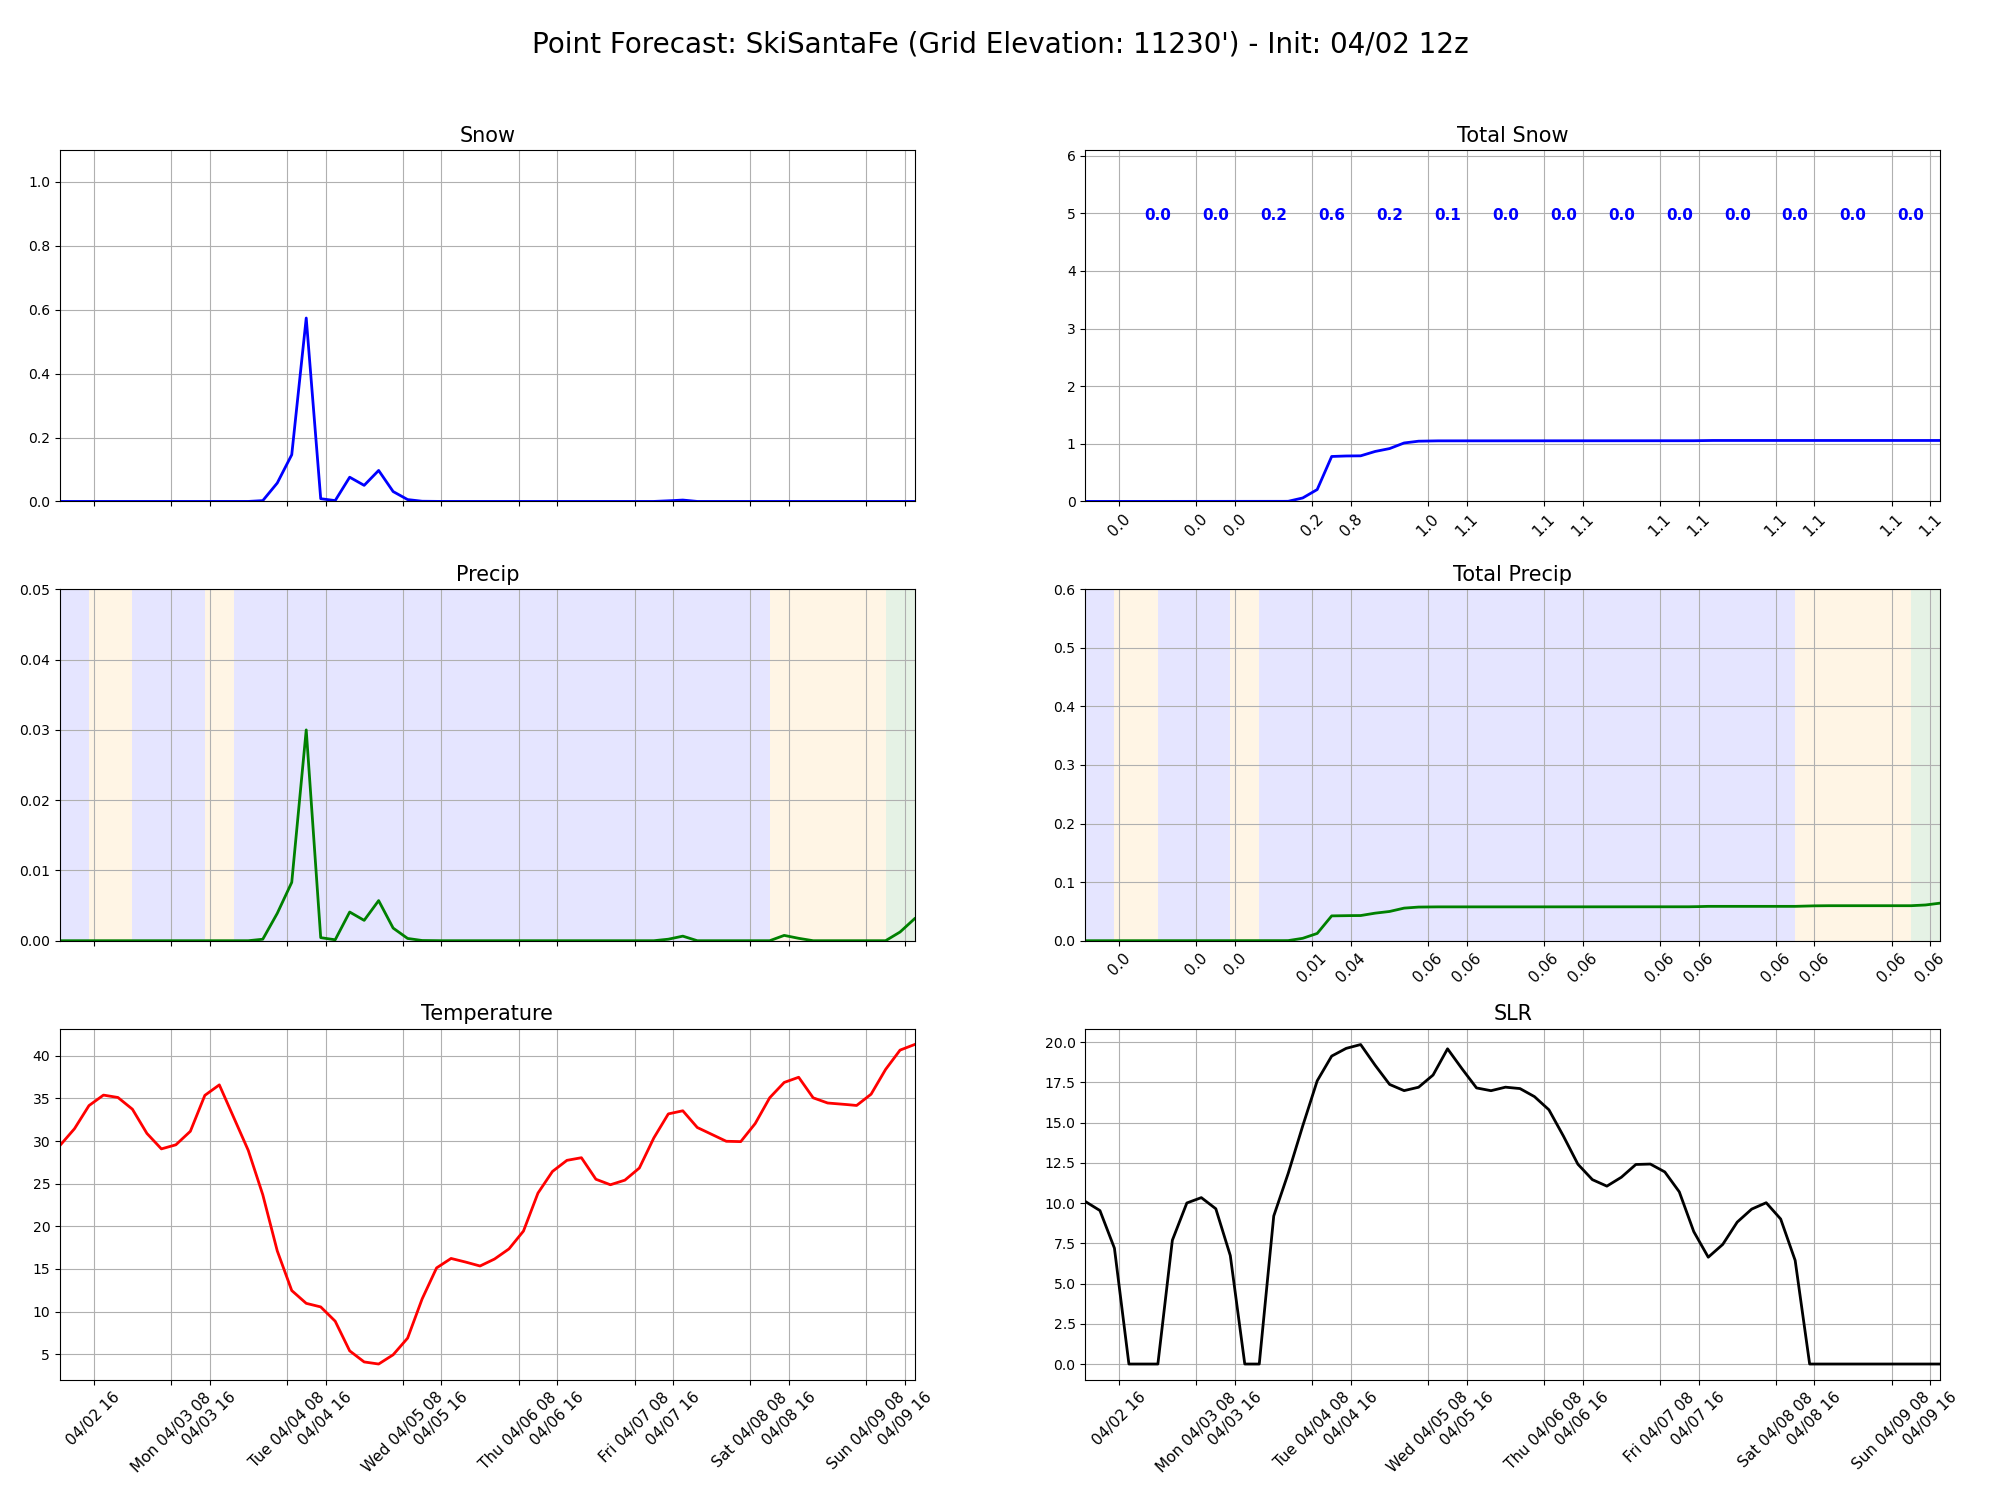 Point Forecast: SkiSantaFe (Grid Elevation: 11230') - Init: 04/02 12z
Snow
1.0
0.8
0.6
0.4
0.2
0.0
Total Snow
6
5
4
3
2
1
0
0.0 0.0 0.2 0.6 0.2 0.1 0.0 0.0 0.0 0.0 0.0 0.0 0.0 0.0
0.0 0.0 0.0 0.2 0.8 1.0 1.1 1.1 1.1 1.1 1.1 1.1 1.1 1.1 1.1
Precip
0.05
0.04
0.03
0.02
0.01
0.00
Total Precip
0.6
0.5
0.4
0.3
0.2
0.1
0.0
0.0 0.0 0.0 0.01 0.04 0.06 0.06 0.06 0.06 0.06 0.06 0.06 0.06 0.06 0.06
Temperature
40
35
30
25
20
15
10
5
04/02 16
Mon 04/03 08
04/03 16
Tue 04/04 08
04/04 16
Wed 04/05 08
04/05 16
Thu 04/06 08
04/06 16
Fri 04/07 08
04/07 16
Sat 04/08 08
04/08 16
Sun 04/09 08
04/09 16
SLR
20.0
17.5
15.0
12.5
10.0
7.5
5.0
2.5
0.0
04/02 16
Mon 04/03 08
04/03 16
Tue 04/04 08
04/04 16
Wed 04/05 08
04/05 16
Thu 04/06 08
04/06 16
Fri 04/07 08
04/07 16
Sat 04/08 08
04/08 16
Sun 04/09 08
04/09 16